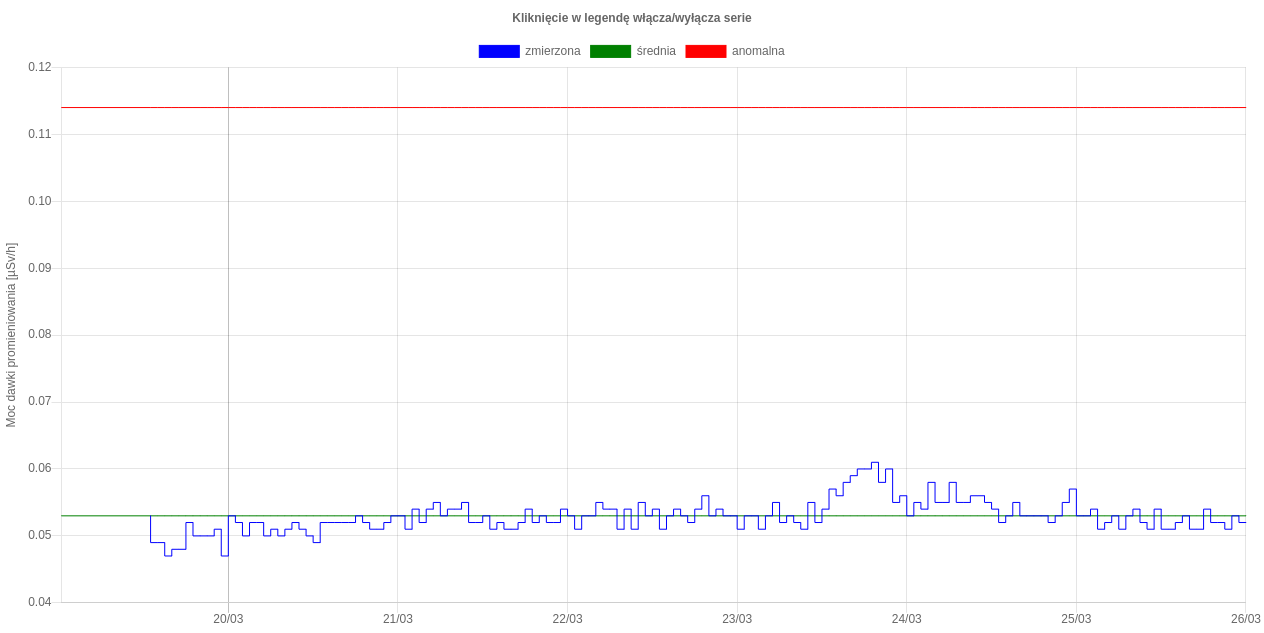 Kliknięcie w legendę włącza/wyłącza serie
zmierzona średnia anomalna
Moc dawki promieniowania [µSv/h]
0.12
0.11
0.10
0.09
0.08
0.07
0.06
0.05
0.04
20/03 21/03 22/03 23/03 24/03 25/03 26/03